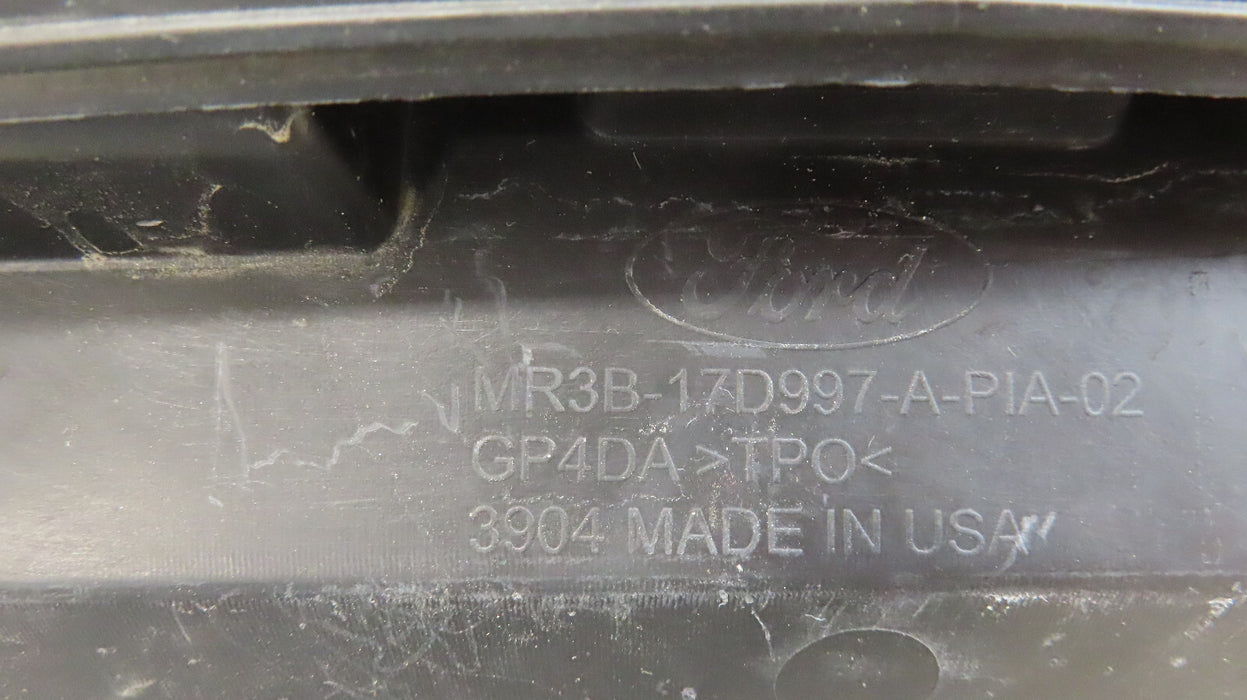 Ford
MR3B-17D997-A-PIA-02
GP4DA >TPO<
3904 MADE IN USA